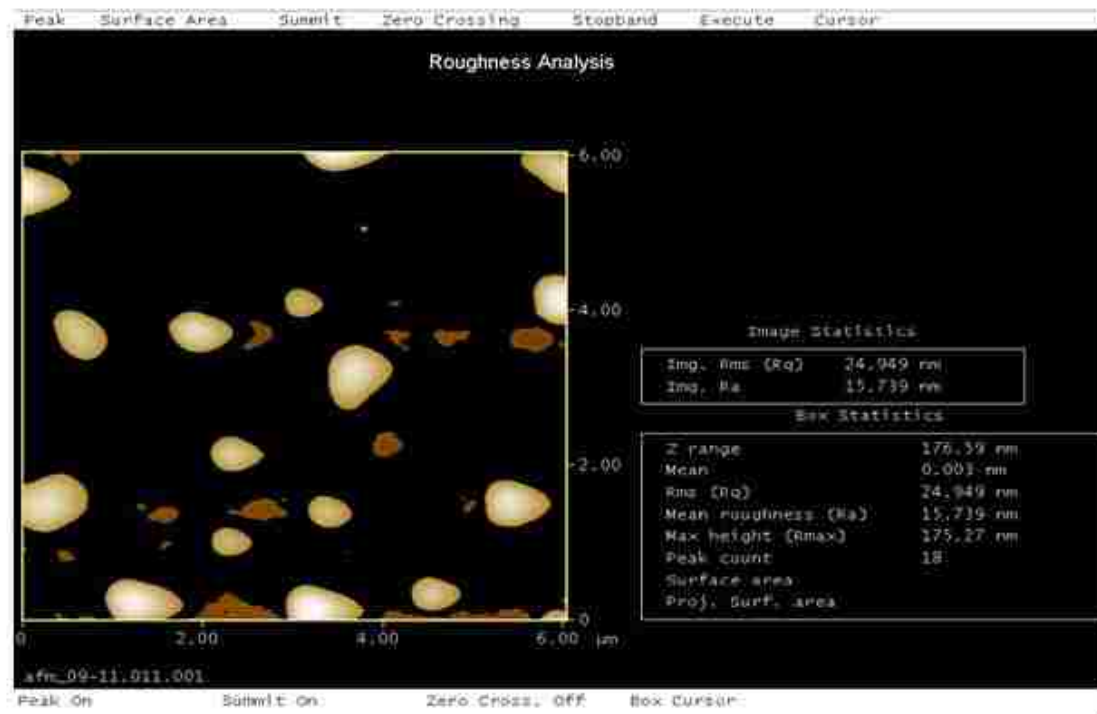 Peak Surface Area Summit Zero Crossing Stopband Execute Cursor
Roughness Analysis
6.00
4.00
2.00
0
0 2.00 4.00 6.00 µm
Image Statistics
Img. Rms (Rq) 24.949 nm
Img. Ra 15.739 nm
Box Statistics
Z range 176.59 nm
Mean 0.003 nm
Rms (Rq) 24.949 nm
Mean roughness (Ra) 15.739 nm
Max height (Rmax) 175.27 nm
Peak count 18
Surface area
Proj. Surf. area
afm_09-11.011.001
Peak On Summit On Zero Cross. Off Box Cursor